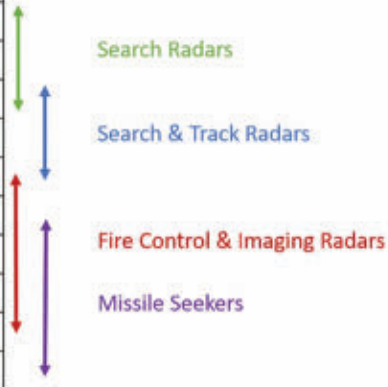 Search Radars
Search & Track Radars
Fire Control & Imaging Radars
Missile Seekers